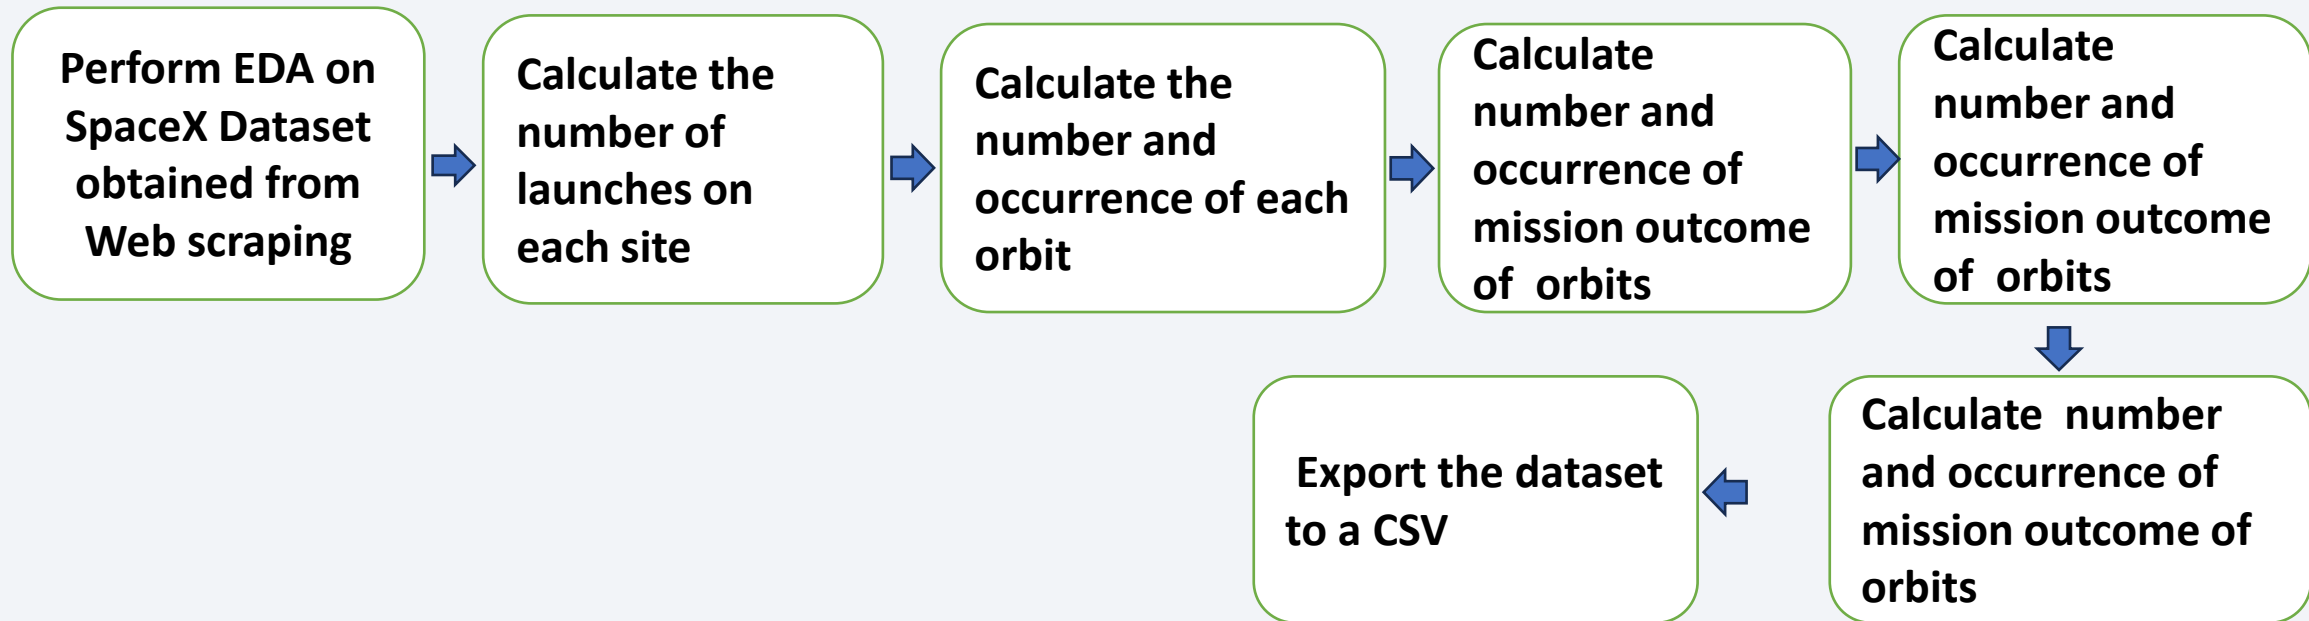 Perform EDA on
SpaceX Dataset
obtained from
Web scraping
Calculate the
number of
launches on
each site
Calculate the
number and
occurrence of each
orbit
Calculate
number and
occurrence of
mission outcome
of  orbits
Calculate
number and
occurrence of
mission outcome
of  orbits
Calculate  number
and occurrence of
mission outcome of
orbits
Export the dataset
to a CSV